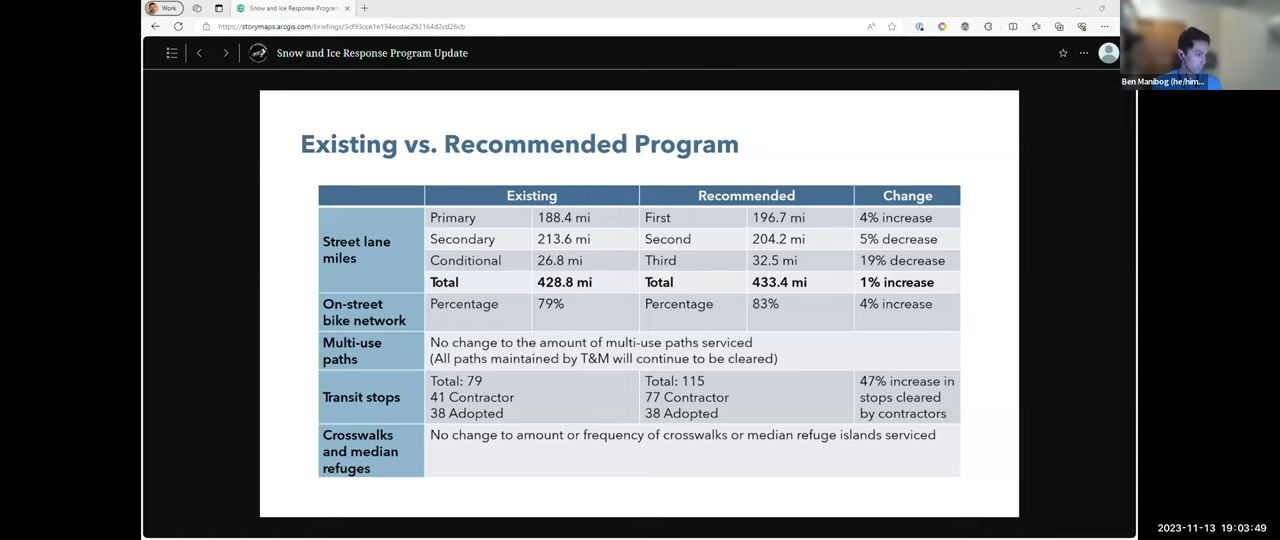 Work
Snow and Ice Response Program
https://storymaps.arcgis.com/briefings/3cf93cce1e194ecdac292164d2cd26cb
Snow and Ice Response Program Update
Ben Manibog (he/him...
Existing vs. Recommended Program
Existing Recommended Change
Street lane miles
Primary 188.4 mi First 196.7 mi 4% increase
Secondary 213.6 mi Second 204.2 mi 5% decrease
Conditional 26.8 mi Third 32.5 mi 19% decrease
Total 428.8 mi Total 433.4 mi 1% increase
On-street bike network
Percentage 79% Percentage 83% 4% increase
Multi-use paths
No change to the amount of multi-use paths serviced
(All paths maintained by T&M will continue to be cleared)
Transit stops
Total: 79
41 Contractor
38 Adopted
Total: 115
77 Contractor
38 Adopted
47% increase in
stops cleared
by contractors
Crosswalks
and median
refuges
No change to amount or frequency of crosswalks or median refuge islands serviced
2023-11-13 19:03:49